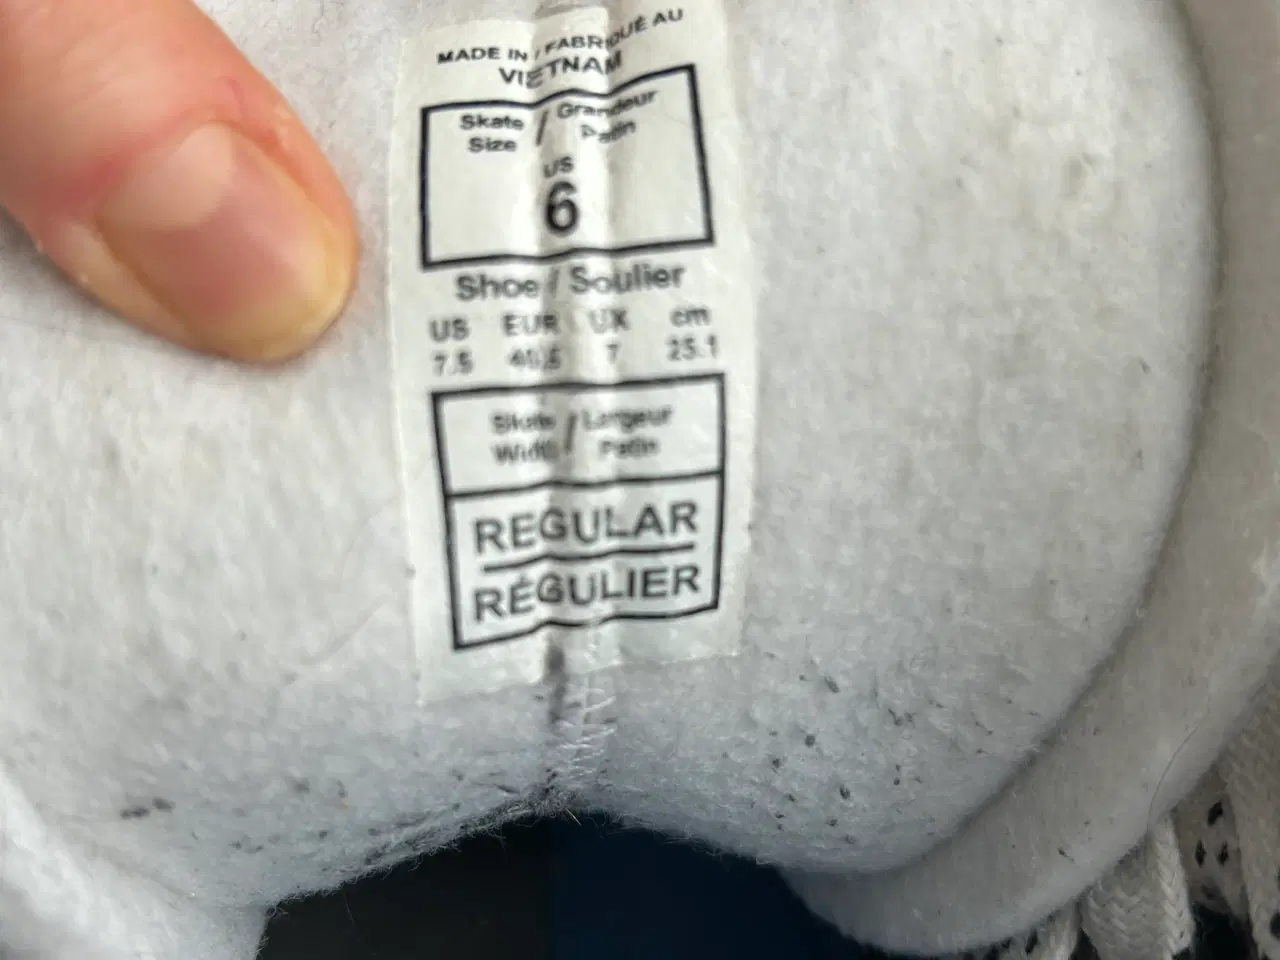 MADE IN / FABRIQUÉ AU
VIETNAM
Skate / Grandeur
Size Patin
US
6
Shoe / Soulier
US EUR UK cm
7.5 40.5 7 25.1
Skate / Largeur
Width Patin
REGULAR
RÉGULIER